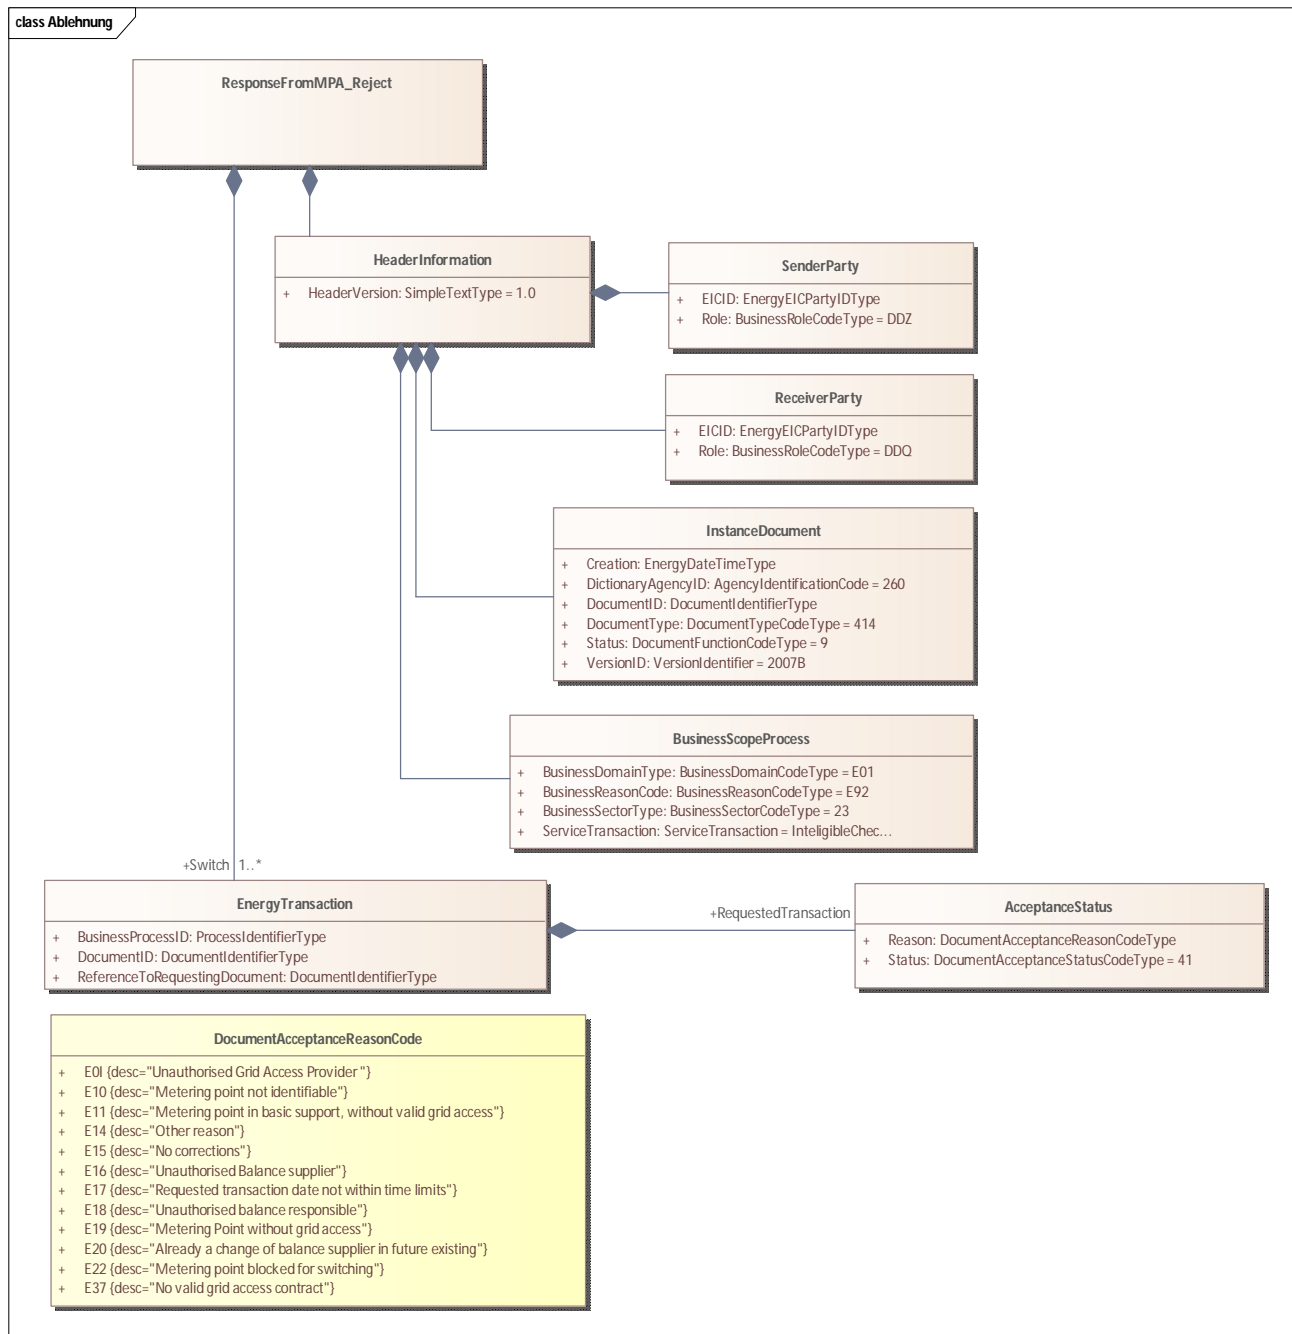 class Ablehnung
ResponseFromMPA_Reject
HeaderInformation
+ HeaderVersion: SimpleTextType = 1.0
SenderParty
+ EICID: EnergyEICPartyIDType
+ Role: BusinessRoleCodeType = DDZ
ReceiverParty
+ EICID: EnergyEICPartyIDType
+ Role: BusinessRoleCodeType = DDQ
InstanceDocument
+ Creation: EnergyDateTimeType
+ DictionaryAgencyID: AgencyIdentificationCode = 260
+ DocumentID: DocumentIdentifierType
+ DocumentType: DocumentTypeCodeType = 414
+ Status: DocumentFunctionCodeType = 9
+ VersionID: VersionIdentifier = 2007B
BusinessScopeProcess
+ BusinessDomainType: BusinessDomainCodeType = E01
+ BusinessReasonCode: BusinessReasonCodeType = E92
+ BusinessSectorType: BusinessSectorCodeType = 23
+ ServiceTransaction: ServiceTransaction = InteligibleChec...
+Switch 1..*
EnergyTransaction
+ BusinessProcessID: ProcessIdentifierType
+ DocumentID: DocumentIdentifierType
+ ReferenceToRequestingDocument: DocumentIdentifierType
+RequestedTransaction
AcceptanceStatus
+ Reason: DocumentAcceptanceReasonCodeType
+ Status: DocumentAcceptanceStatusCodeType = 41
DocumentAcceptanceReasonCode
+ E0I {desc="Unauthorised Grid Access Provider "}
+ E10 {desc="Metering point not identifiable"}
+ E11 {desc="Metering point in basic support, without valid grid access"}
+ E14 {desc="Other reason"}
+ E15 {desc="No corrections"}
+ E16 {desc="Unauthorised Balance supplier"}
+ E17 {desc="Requested transaction date not within time limits"}
+ E18 {desc="Unauthorised balance responsible"}
+ E19 {desc="Metering Point without grid access"}
+ E20 {desc="Already a change of balance supplier in future existing"}
+ E22 {desc="Metering point blocked for switching"}
+ E37 {desc="No valid grid access contract"}